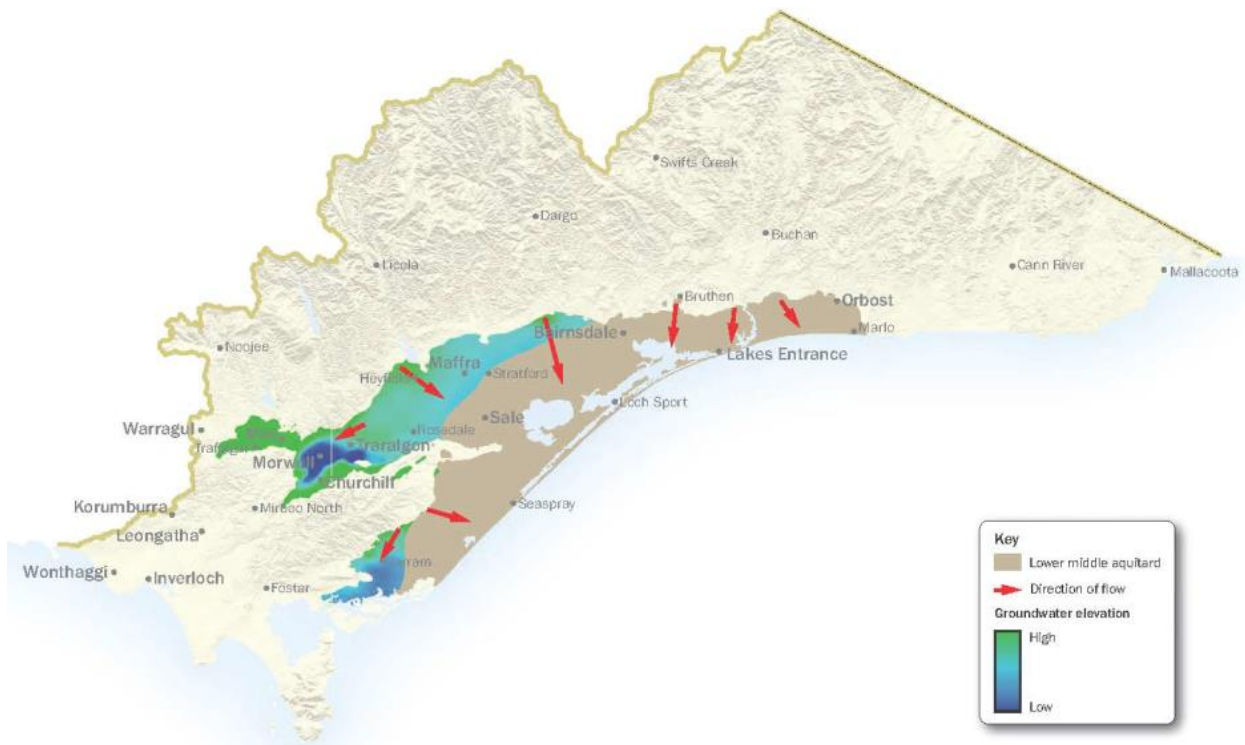 Swifts Creek
Dargo
Buchan
Licola
Cann River
Mallacoota
Bruthen
Orbost
Bairnsdale
Marlo
Noojee
Lakes Entrance
Maffra
Stratford
Loch Sport
Sale
Warragul
Rosedale
Traralgon
Morwell
Churchill
Seaspray
Korumburra
Mirboo North
Leongatha
Wonthaggi
Inverloch
Foster
Key
Lower middle aquitard
Direction of flow
Groundwater elevation
High
Low